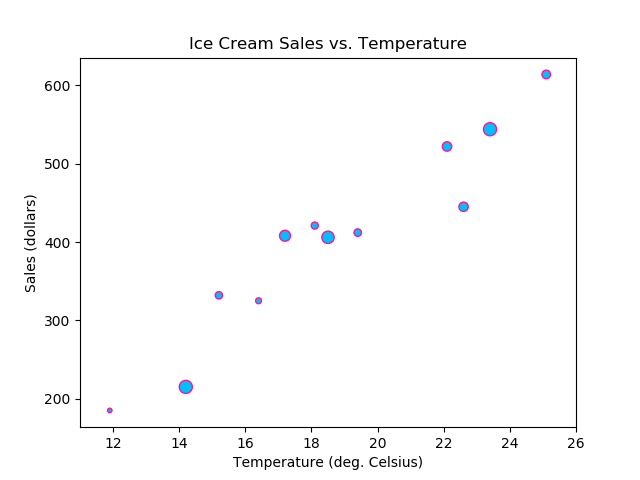 Ice Cream Sales vs. Temperature
600
500
400
300
200
Sales (dollars)
12 14 16 18 20 22 24 26
Temperature (deg. Celsius)